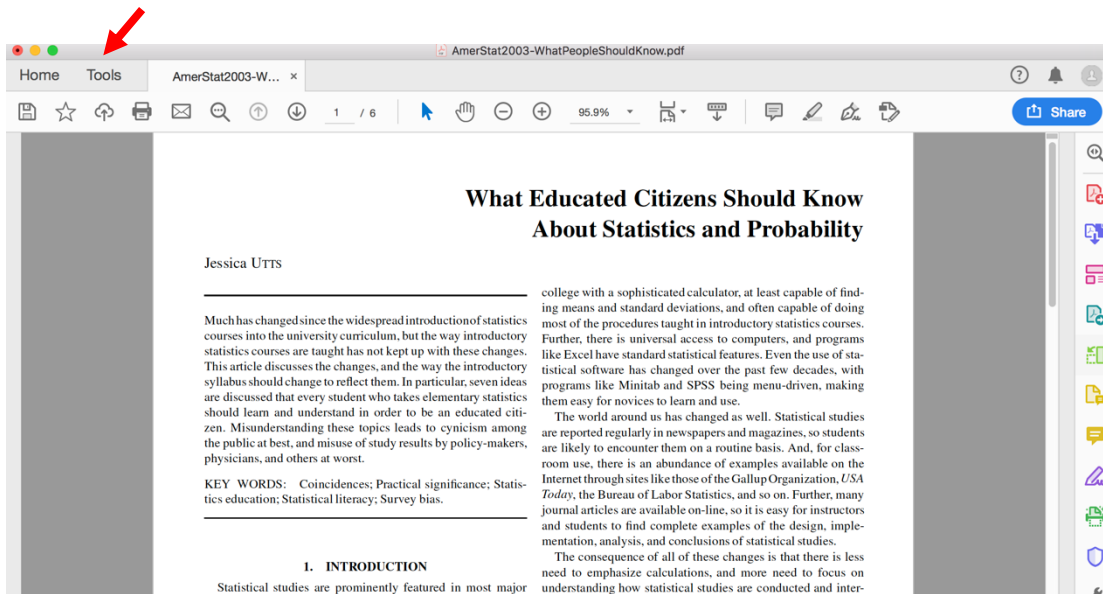 AmerStat2003-WhatPeopleShouldKnow.pdf
Home Tools AmerStat2003-W... ×
1 / 6 95.9% Share
What Educated Citizens Should Know
About Statistics and Probability
Jessica UTTS
Much has changed since the widespread introduction of statistics
courses into the university curriculum, but the way introductory
statistics courses are taught has not kept up with these changes.
This article discusses the changes, and the way the introductory
syllabus should change to reflect them. In particular, seven ideas
are discussed that every student who takes elementary statistics
should learn and understand in order to be an educated citi-
zen. Misunderstanding these topics leads to cynicism among
the public at best, and misuse of study results by policy-makers,
physicians, and others at worst.
KEY WORDS: Coincidences; Practical significance; Statis-
tics education; Statistical literacy; Survey bias.
1. INTRODUCTION
Statistical studies are prominently featured in most major
college with a sophisticated calculator, at least capable of find-
ing means and standard deviations, and often capable of doing
most of the procedures taught in introductory statistics courses.
Further, there is universal access to computers, and programs
like Excel have standard statistical features. Even the use of sta-
tistical software has changed over the past few decades, with
programs like Minitab and SPSS being menu-driven, making
them easy for novices to learn and use.
The world around us has changed as well. Statistical studies
are reported regularly in newspapers and magazines, so students
are likely to encounter them on a routine basis. And, for class-
room use, there is an abundance of examples available on the
Internet through sites like those of the Gallup Organization, USA
Today, the Bureau of Labor Statistics, and so on. Further, many
journal articles are available on-line, so it is easy for instructors
and students to find complete examples of the design, imple-
mentation, analysis, and conclusions of statistical studies.
The consequence of all of these changes is that there is less
need to emphasize calculations, and more need to focus on
understanding how statistical studies are conducted and inter-